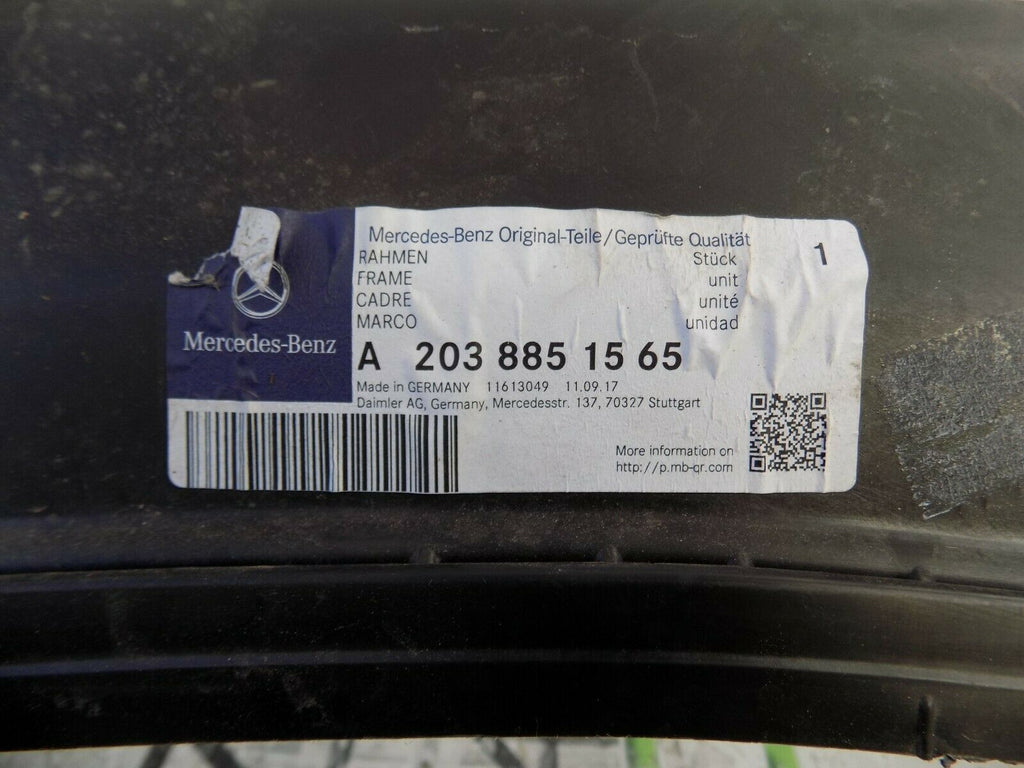 Mercedes-Benz Original-Teile/Geprüfte Qualität
RAHMEN Stück 1
FRAME unit
CADRE unité
MARCO unidad
Mercedes-Benz
A 203 885 15 65
Made in GERMANY 11613049 11.09.17
Daimler AG, Germany, Mercedesstr. 137, 70327 Stuttgart
More information on
http://p.mb-qr.com